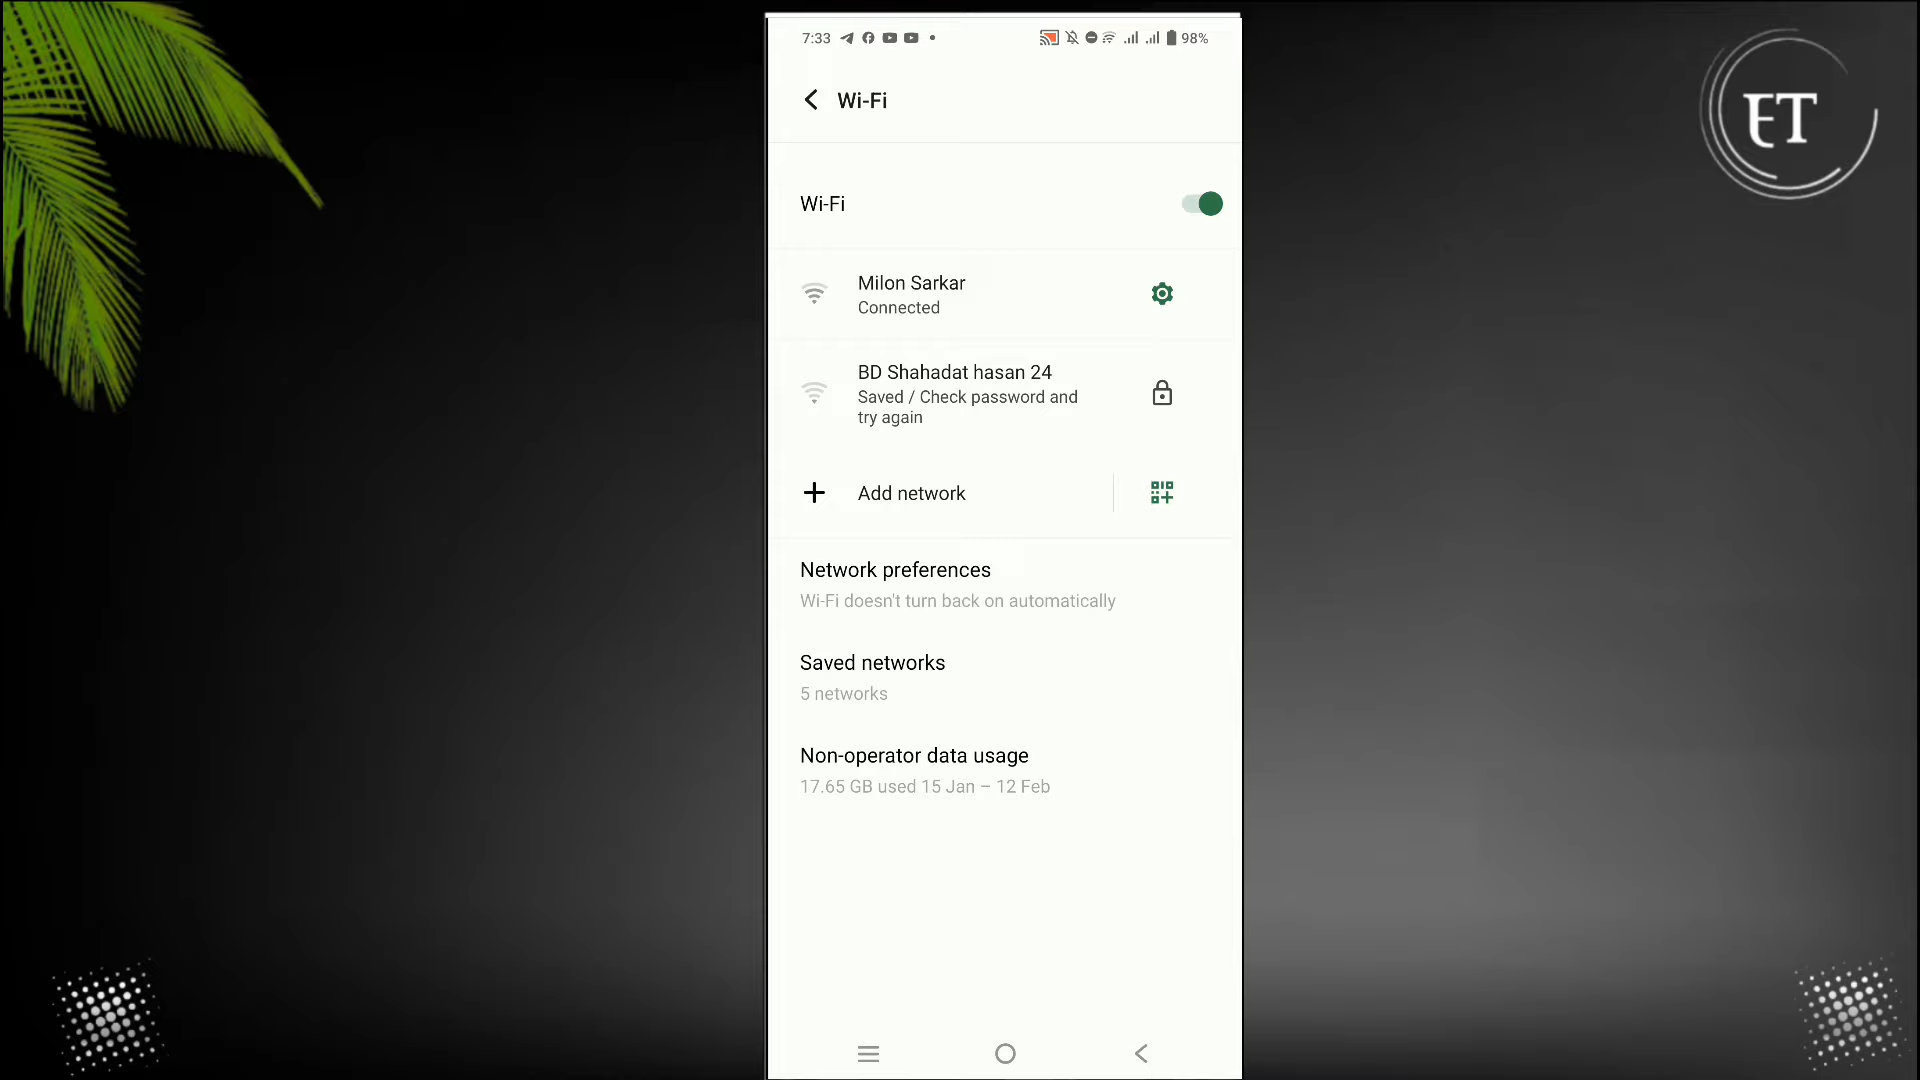 7:33 98%
ET
Wi-Fi
Wi-Fi
Milon Sarkar
Connected
BD Shahadat hasan 24
Saved / Check password and
try again
Add network
Network preferences
Wi-Fi doesn't turn back on automatically
Saved networks
5 networks
Non-operator data usage
17.65 GB used 15 Jan – 12 Feb